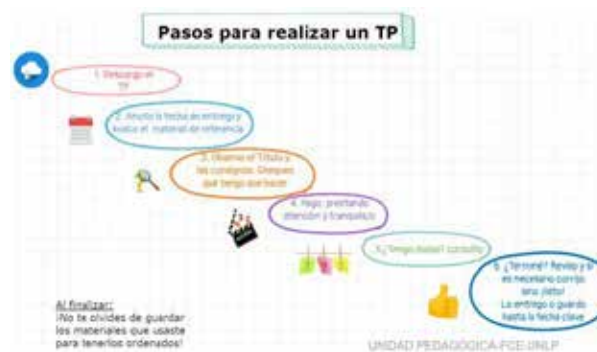 Pasos para realizar un TP
1. Descargo el
TP
2. Anoto la fecha de entrega y
busco el material de referencia
3. Observo el Título y
las consignas. Chequeo
qué tengo que hacer
4. Hago, prestando
atención y tranquilo/a
5. ¿Tengo dudas? consulto
6. ¿Terminé? Reviso y si
es necesario corrijo
¡listo!
Lo entrego o guardo
hasta la fecha clave
Al finalizar:
¡No te olvides de guardar
los materiales que usaste
para tenerlos ordenados!
UNIDAD PEDAGÓGICA-FCE-UNLP